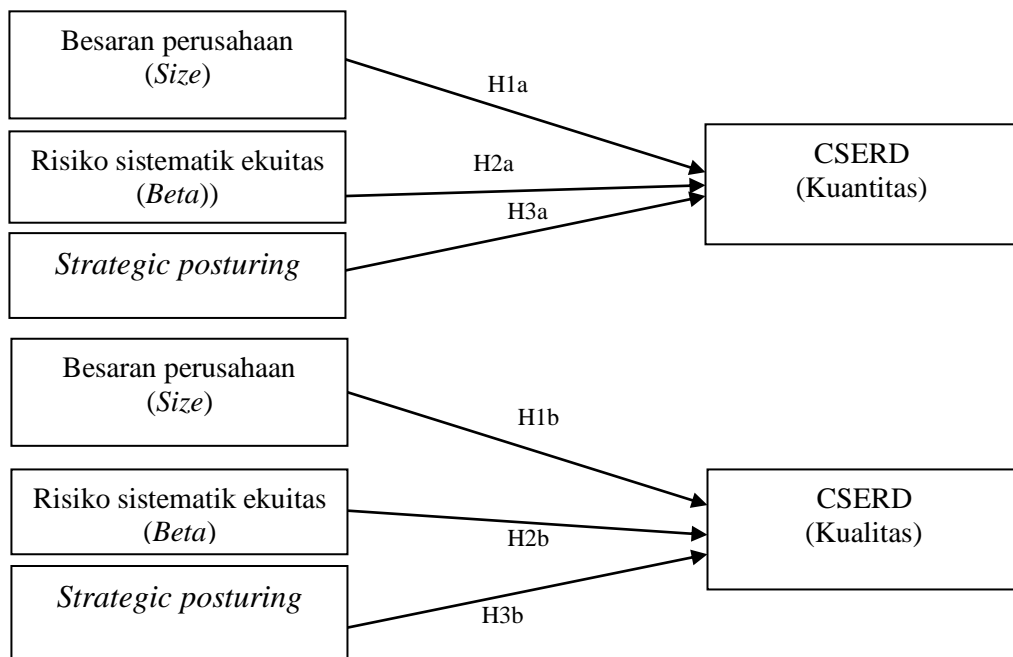 Besaran perusahaan
(Size)
H1a
Risiko sistematik ekuitas
(Beta))
H2a
CSERD
(Kuantitas)
H3a
Strategic posturing
Besaran perusahaan
(Size)
H1b
Risiko sistematik ekuitas
(Beta)
H2b
CSERD
(Kualitas)
Strategic posturing
H3b